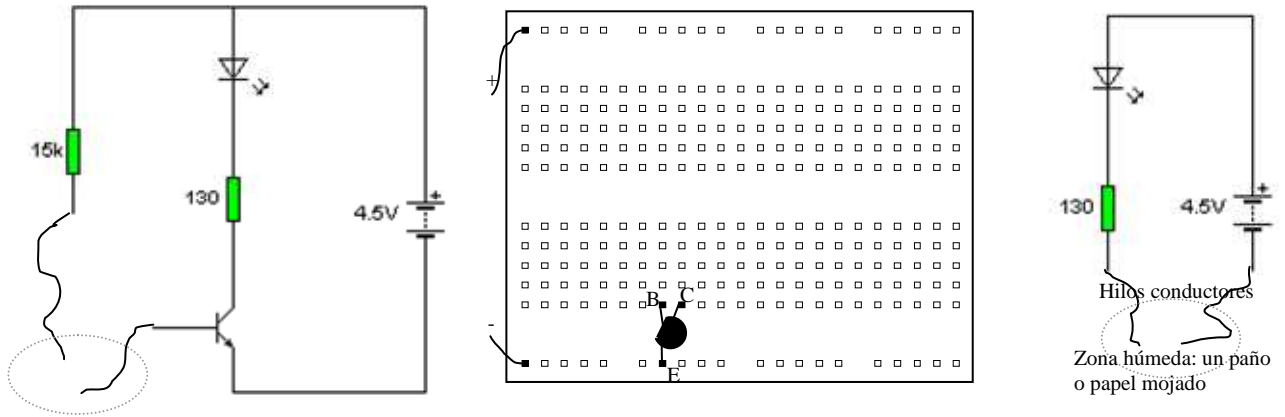 15k
130
4.5V
+
+
-
B
C
E
130
4.5V
+
Hilos conductores
Zona húmeda: un paño
o papel mojado